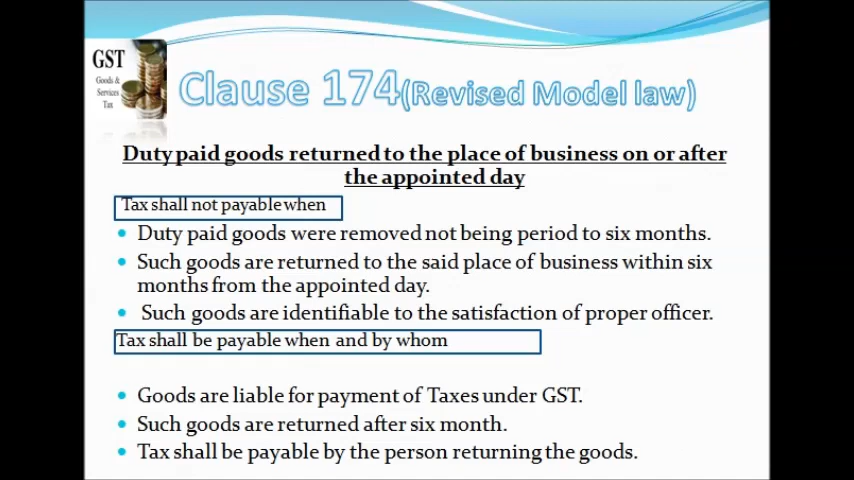 GST
Goods &
Services
Tax
Clause 174(Revised Model law)
Duty paid goods returned to the place of business on or after
the appointed day
Tax shall not payable when
• Duty paid goods were removed not being period to six months.
• Such goods are returned to the said place of business within six
months from the appointed day.
• Such goods are identifiable to the satisfaction of proper officer.
Tax shall be payable when and by whom
• Goods are liable for payment of Taxes under GST.
• Such goods are returned after six month.
• Tax shall be payable by the person returning the goods.